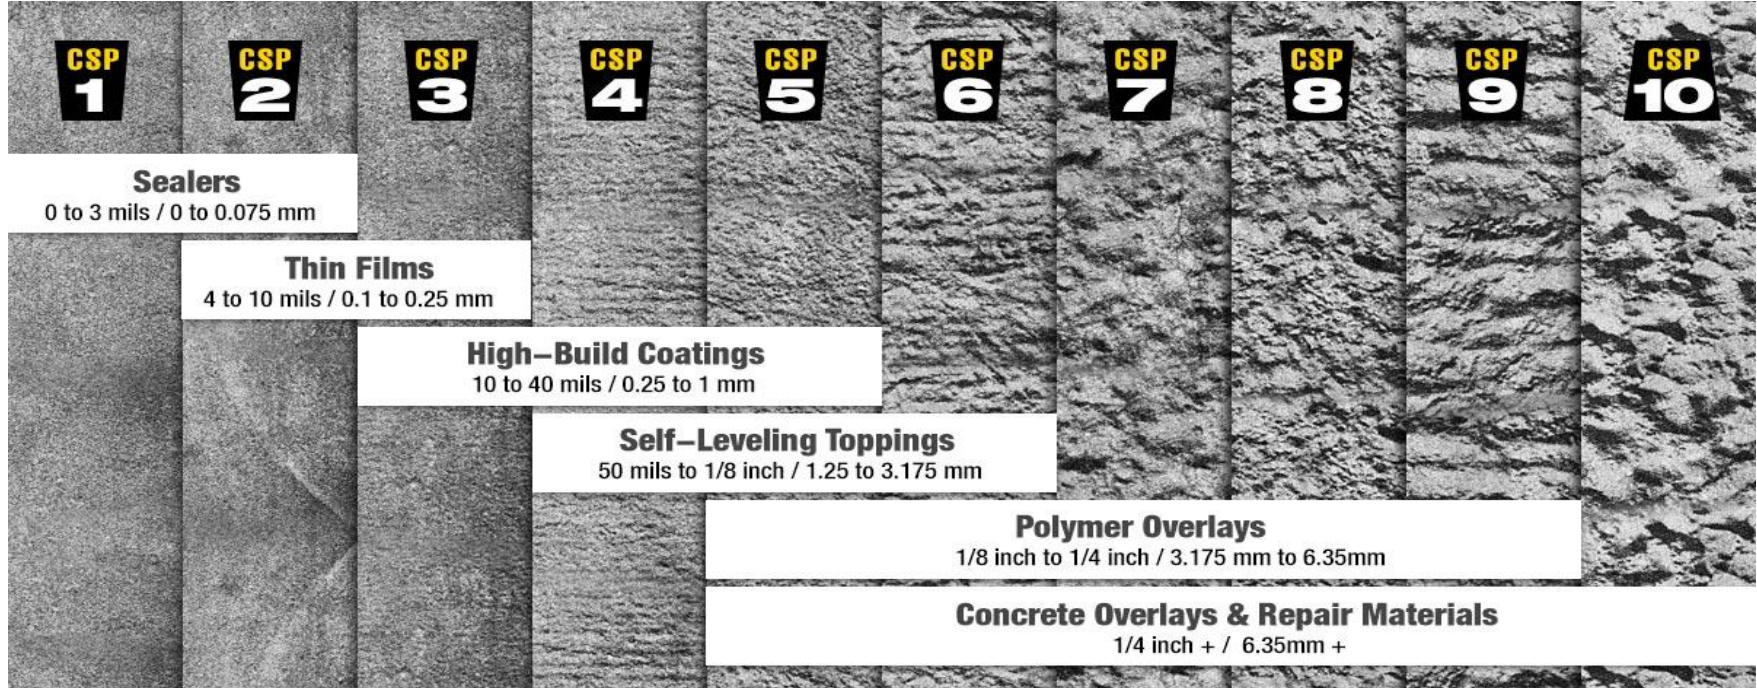 CSP
1
CSP
2
CSP
3
CSP
4
CSP
5
CSP
6
CSP
7
CSP
8
CSP
9
CSP
10
Sealers
0 to 3 mils / 0 to 0.075 mm
Thin Films
4 to 10 mils / 0.1 to 0.25 mm
High–Build Coatings
10 to 40 mils / 0.25 to 1 mm
Self–Leveling Toppings
50 mils to 1/8 inch / 1.25 to 3.175 mm
Polymer Overlays
1/8 inch to 1/4 inch / 3.175 mm to 6.35mm
Concrete Overlays & Repair Materials
1/4 inch + /  6.35mm +